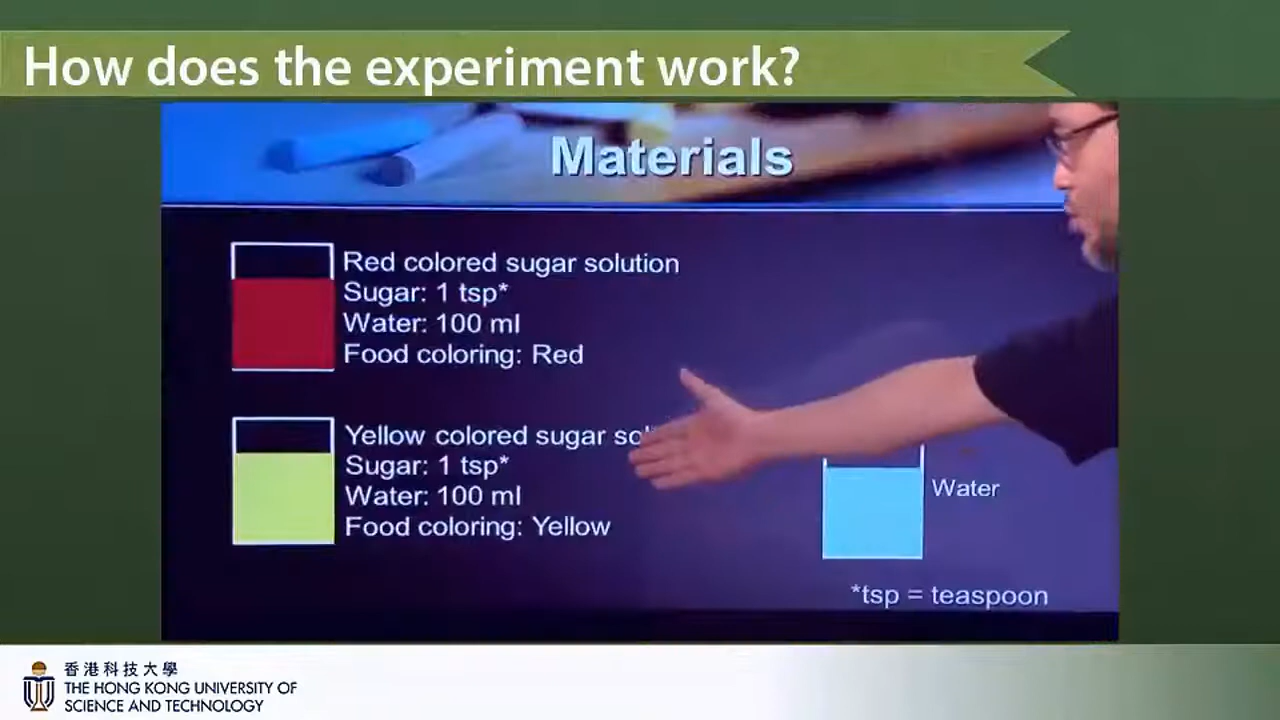 How does the experiment work?
Materials
Red colored sugar solution
Sugar: 1 tsp*
Water: 100 ml
Food coloring: Red
Yellow colored sugar
Sugar: 1 tsp*
Water: 100 ml
Food coloring: Yellow
Water
*tsp = teaspoon
香港科技大學
THE HONG KONG UNIVERSITY OF
SCIENCE AND TECHNOLOGY